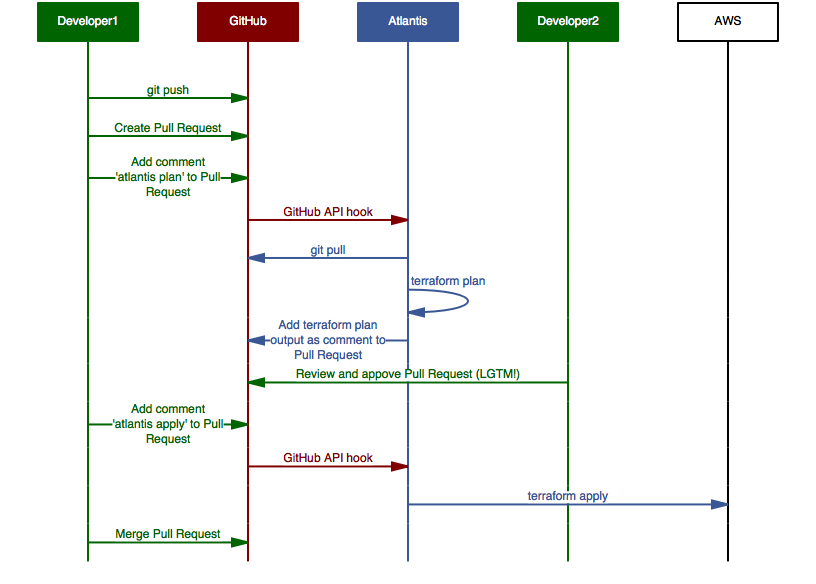 Developer1
GitHub
Atlantis
Developer2
AWS
git push
Create Pull Request
Add comment
'atlantis plan' to Pull
Request
GitHub API hook
git pull
terraform plan
Add terraform plan
output as comment to
Pull Request
Review and appove Pull Request (LGTM!)
Add comment
'atlantis apply' to Pull
Request
GitHub API hook
terraform apply
Merge Pull Request